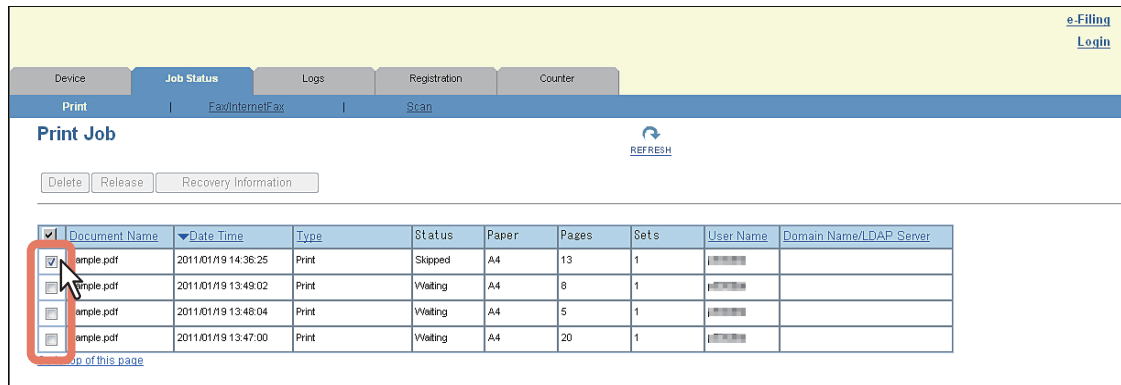 e-Filing
Login
Device Job Status Logs Registration Counter
Print | Fax/InternetFax | Scan
Print Job
REFRESH
Delete Release Recovery Information
Document Name Date Time Type Status Paper Pages Sets User Name Domain Name/LDAP Server
ample.pdf 2011/01/19 14:36:25 Print Skipped A4 13 1
ample.pdf 2011/01/19 13:49:02 Print Waiting A4 8 1
ample.pdf 2011/01/19 13:48:04 Print Waiting A4 5 1
ample.pdf 2011/01/19 13:47:00 Print Waiting A4 20 1
op of this page